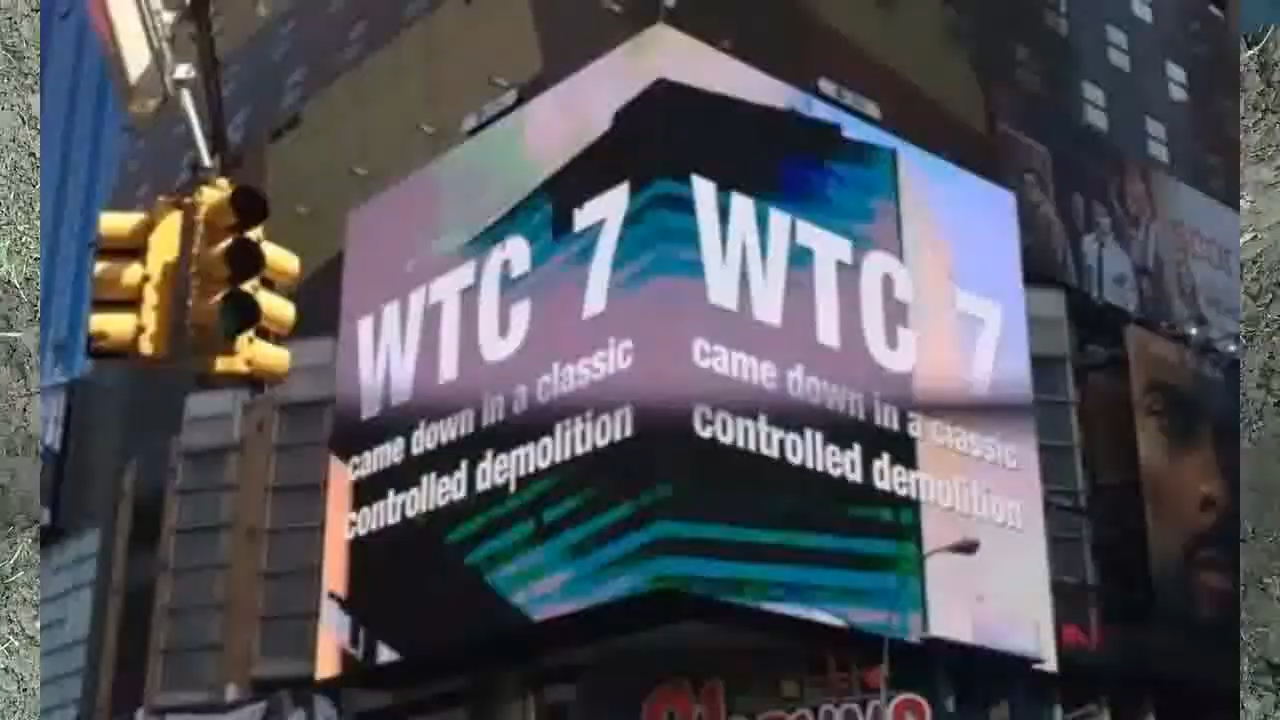 WTC 7
came down in a classic
controlled demolition
WTC 7
came down in a classic
controlled demolition